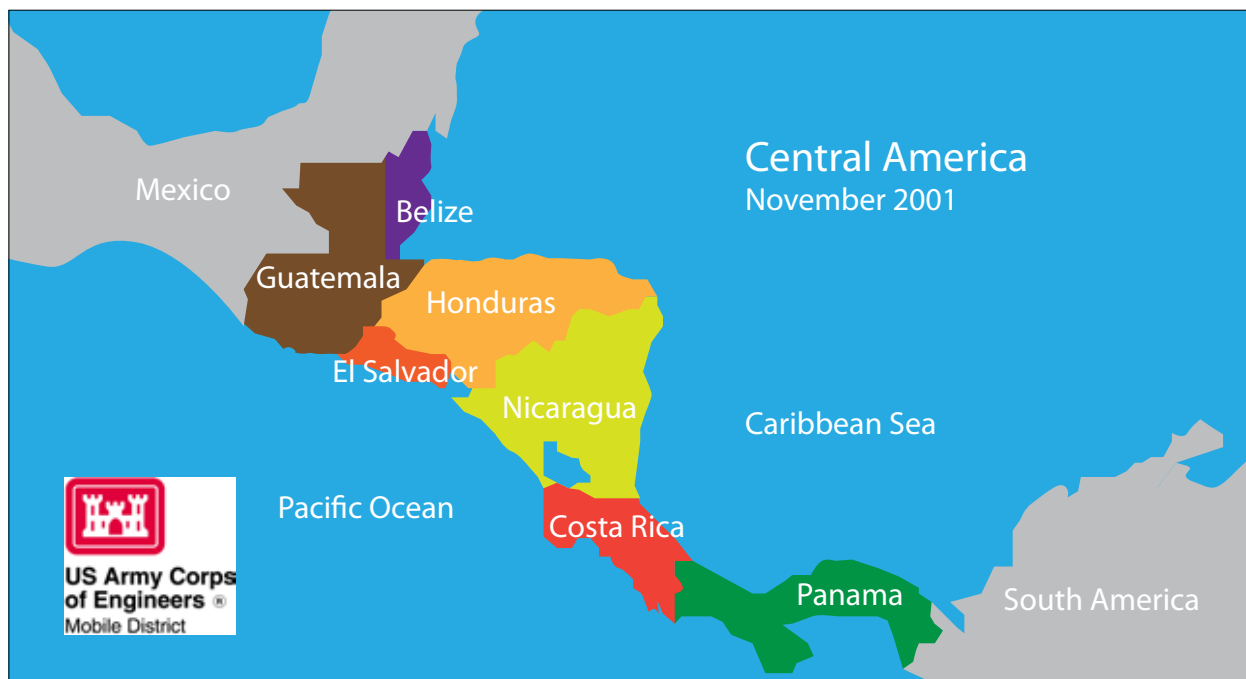 Central America
November 2001
Mexico
Belize
Guatemala
Honduras
El Salvador
Nicaragua
Caribbean Sea
Pacific Ocean
Costa Rica
Panama
South America
US Army Corps
of Engineers ®
Mobile District